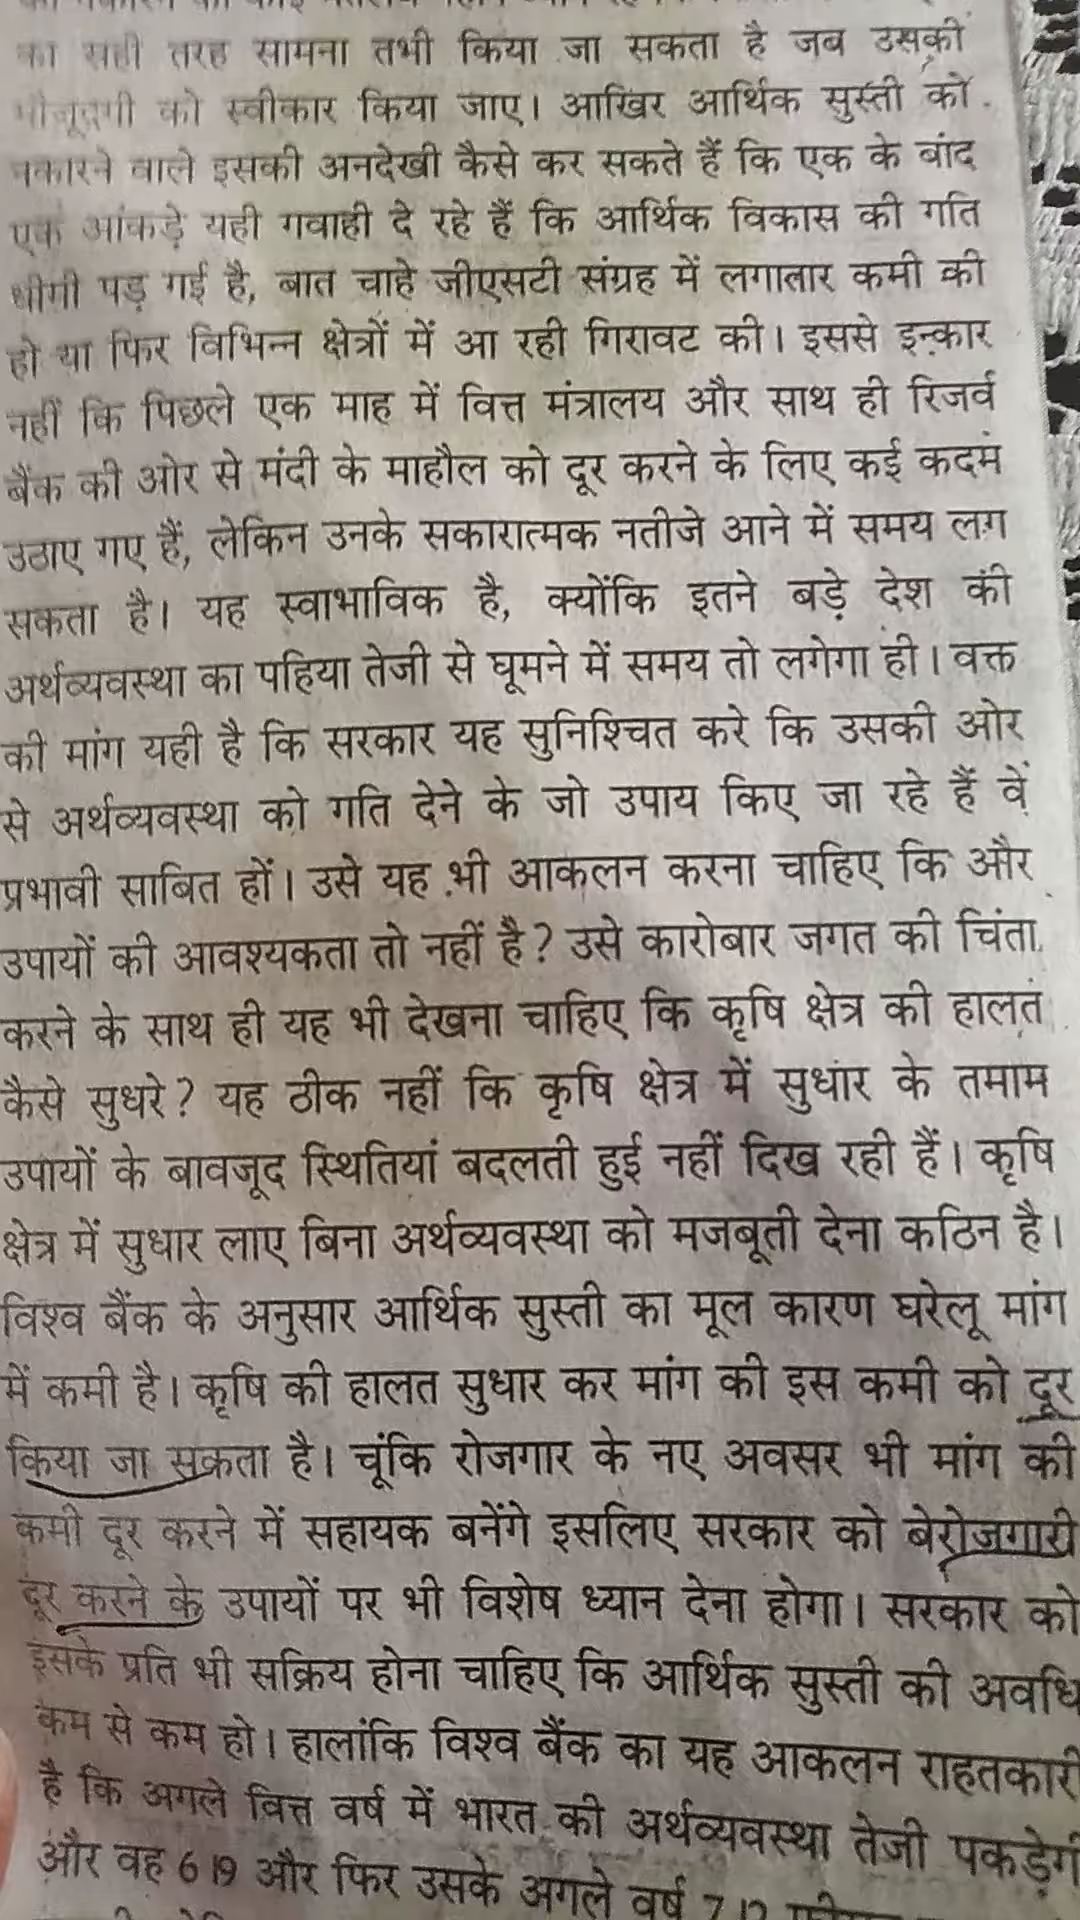 का सही तरह सामना तभी किया जा सकता है जब उसकी
मौजूदगी को स्वीकार किया जाए। आखिर आर्थिक सुस्ती को
नकारने वाले इसकी अनदेखी कैसे कर सकते हैं कि एक के बाद
एक आंकड़े यही गवाही दे रहे हैं कि आर्थिक विकास की गति
धीमी पड़ गई है, बात चाहे जीएसटी संग्रह में लगातार कमी की
हो या फिर विभिन्न क्षेत्रों में आ रही गिरावट की। इससे इन्कार
नहीं कि पिछले एक माह में वित्त मंत्रालय और साथ ही रिजर्व
बैंक की ओर से मंदी के माहौल को दूर करने के लिए कई कदम
उठाए गए हैं, लेकिन उनके सकारात्मक नतीजे आने में समय लग
सकता है। यह स्वाभाविक है, क्योंकि इतने बड़े देश की
अर्थव्यवस्था का पहिया तेजी से घूमने में समय तो लगेगा ही। वक्त
की मांग यही है कि सरकार यह सुनिश्चित करे कि उसकी ओर
से अर्थव्यवस्था को गति देने के जो उपाय किए जा रहे हैं वे
प्रभावी साबित हों। उसे यह भी आकलन करना चाहिए कि और
उपायों की आवश्यकता तो नहीं है? उसे कारोबार जगत की चिंता
करने के साथ ही यह भी देखना चाहिए कि कृषि क्षेत्र की हालत
कैसे सुधरे? यह ठीक नहीं कि कृषि क्षेत्र में सुधार के तमाम
उपायों के बावजूद स्थितियां बदलती हुई नहीं दिख रही हैं। कृषि
क्षेत्र में सुधार लाए बिना अर्थव्यवस्था को मजबूती देना कठिन है।
विश्व बैंक के अनुसार आर्थिक सुस्ती का मूल कारण घरेलू मांग
में कमी है। कृषि की हालत सुधार कर मांग की इस कमी को दूर
किया जा सकता है। चूंकि रोजगार के नए अवसर भी मांग की
कमी दूर करने में सहायक बनेंगे इसलिए सरकार को बेरोजगारी
दूर करने के उपायों पर भी विशेष ध्यान देना होगा। सरकार को
इसके प्रति भी सक्रिय होना चाहिए कि आर्थिक सुस्ती की अवधि
कम से कम हो। हालांकि विश्व बैंक का यह आकलन राहतकारी
है कि अगले वित्त वर्ष में भारत की अर्थव्यवस्था तेजी पकड़ेगी
और वह 6.9 और फिर उसके अगले वर्ष 7.2